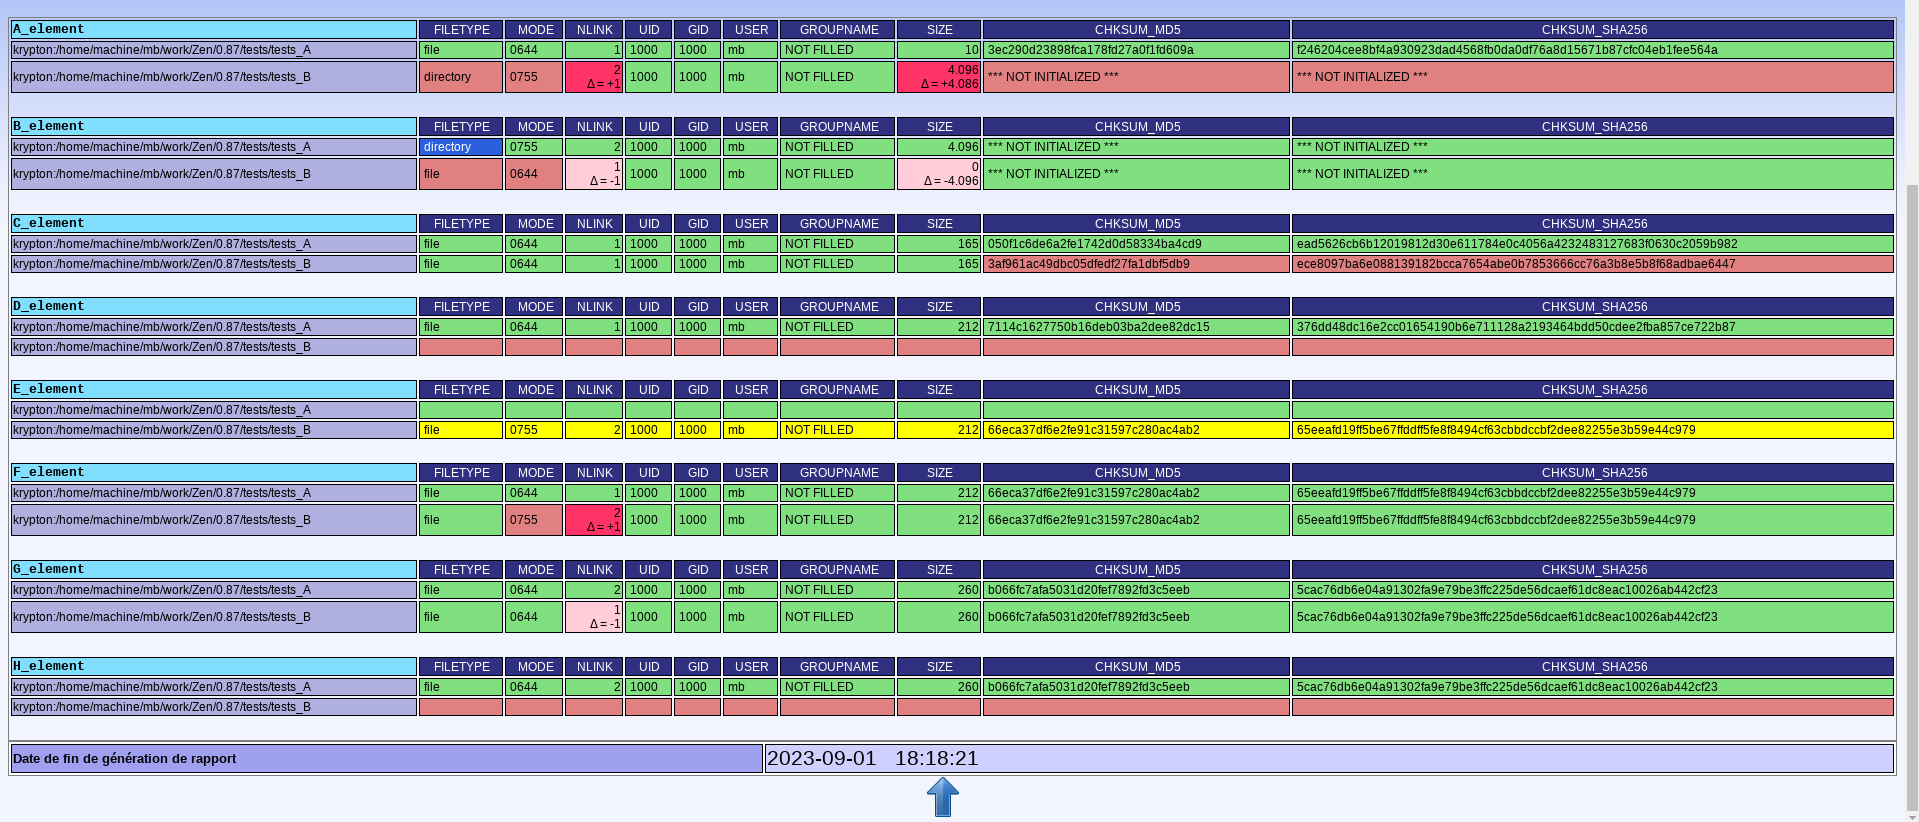 A_element FILETYPE MODE NLINK UID GID USER GROUPNAME SIZE CHKSUM_MD5 CHKSUM_SHA256
krypton:/home/machine/mb/work/Zen/0.87/tests/tests_A file 0644 1 1000 1000 mb NOT FILLED 10 3ec290d23898fca178fd27a0f1fd609a f246204cee8bf4a930923dad4568fb0da0df76a8d15671b87cfc04eb1fee564a
krypton:/home/machine/mb/work/Zen/0.87/tests/tests_B directory 0755 2 1000 1000 mb NOT FILLED 4.096 *** NOT INITIALIZED *** *** NOT INITIALIZED ***
Δ = +1 Δ = +4.086
B_element FILETYPE MODE NLINK UID GID USER GROUPNAME SIZE CHKSUM_MD5 CHKSUM_SHA256
krypton:/home/machine/mb/work/Zen/0.87/tests/tests_A directory 0755 2 1000 1000 mb NOT FILLED 4.096 *** NOT INITIALIZED *** *** NOT INITIALIZED ***
krypton:/home/machine/mb/work/Zen/0.87/tests/tests_B file 0644 1 1000 1000 mb NOT FILLED 0 *** NOT INITIALIZED *** *** NOT INITIALIZED ***
Δ = -1 Δ = -4.096
C_element FILETYPE MODE NLINK UID GID USER GROUPNAME SIZE CHKSUM_MD5 CHKSUM_SHA256
krypton:/home/machine/mb/work/Zen/0.87/tests/tests_A file 0644 1 1000 1000 mb NOT FILLED 165 050f1c6de6a2fe1742d0d58334ba4cd9 ead5626cb6b12019812d30e611784e0c4056a4232483127683f0630c2059b982
krypton:/home/machine/mb/work/Zen/0.87/tests/tests_B file 0644 1 1000 1000 mb NOT FILLED 165 3af961ac49dbc05dfedf27fa1dbf5db9 ece8097ba6e088139182bcca7654abe0b7853666cc76a3b8e5b8f68adbae6447
D_element FILETYPE MODE NLINK UID GID USER GROUPNAME SIZE CHKSUM_MD5 CHKSUM_SHA256
krypton:/home/machine/mb/work/Zen/0.87/tests/tests_A file 0644 1 1000 1000 mb NOT FILLED 212 7114c1627750b16deb03ba2dee82dc15 376dd48dc16e2cc01654190b6e711128a2193464bdd50cdee2fba857ce722b87
krypton:/home/machine/mb/work/Zen/0.87/tests/tests_B
E_element FILETYPE MODE NLINK UID GID USER GROUPNAME SIZE CHKSUM_MD5 CHKSUM_SHA256
krypton:/home/machine/mb/work/Zen/0.87/tests/tests_A
krypton:/home/machine/mb/work/Zen/0.87/tests/tests_B file 0755 2 1000 1000 mb NOT FILLED 212 66eca37df6e2fe91c31597c280ac4ab2 65eeafd19ff5be67ffddff5fe8f8494cf63cbbdccbf2dee82255e3b59e44c979
F_element FILETYPE MODE NLINK UID GID USER GROUPNAME SIZE CHKSUM_MD5 CHKSUM_SHA256
krypton:/home/machine/mb/work/Zen/0.87/tests/tests_A file 0644 1 1000 1000 mb NOT FILLED 212 66eca37df6e2fe91c31597c280ac4ab2 65eeafd19ff5be67ffddff5fe8f8494cf63cbbdccbf2dee82255e3b59e44c979
krypton:/home/machine/mb/work/Zen/0.87/tests/tests_B file 0755 2 1000 1000 mb NOT FILLED 212 66eca37df6e2fe91c31597c280ac4ab2 65eeafd19ff5be67ffddff5fe8f8494cf63cbbdccbf2dee82255e3b59e44c979
Δ = +1
G_element FILETYPE MODE NLINK UID GID USER GROUPNAME SIZE CHKSUM_MD5 CHKSUM_SHA256
krypton:/home/machine/mb/work/Zen/0.87/tests/tests_A file 0644 2 1000 1000 mb NOT FILLED 260 b066fc7afa5031d20fef7892fd3c5eeb 5cac76db6e04a91302fa9e79be3ffc225de56dcaef61dc8eac10026ab442cf23
krypton:/home/machine/mb/work/Zen/0.87/tests/tests_B file 0644 1 1000 1000 mb NOT FILLED 260 b066fc7afa5031d20fef7892fd3c5eeb 5cac76db6e04a91302fa9e79be3ffc225de56dcaef61dc8eac10026ab442cf23
Δ = -1
H_element FILETYPE MODE NLINK UID GID USER GROUPNAME SIZE CHKSUM_MD5 CHKSUM_SHA256
krypton:/home/machine/mb/work/Zen/0.87/tests/tests_A file 0644 2 1000 1000 mb NOT FILLED 260 b066fc7afa5031d20fef7892fd3c5eeb 5cac76db6e04a91302fa9e79be3ffc225de56dcaef61dc8eac10026ab442cf23
krypton:/home/machine/mb/work/Zen/0.87/tests/tests_B
Date de fin de génération de rapport 2023-09-01 18:18:21